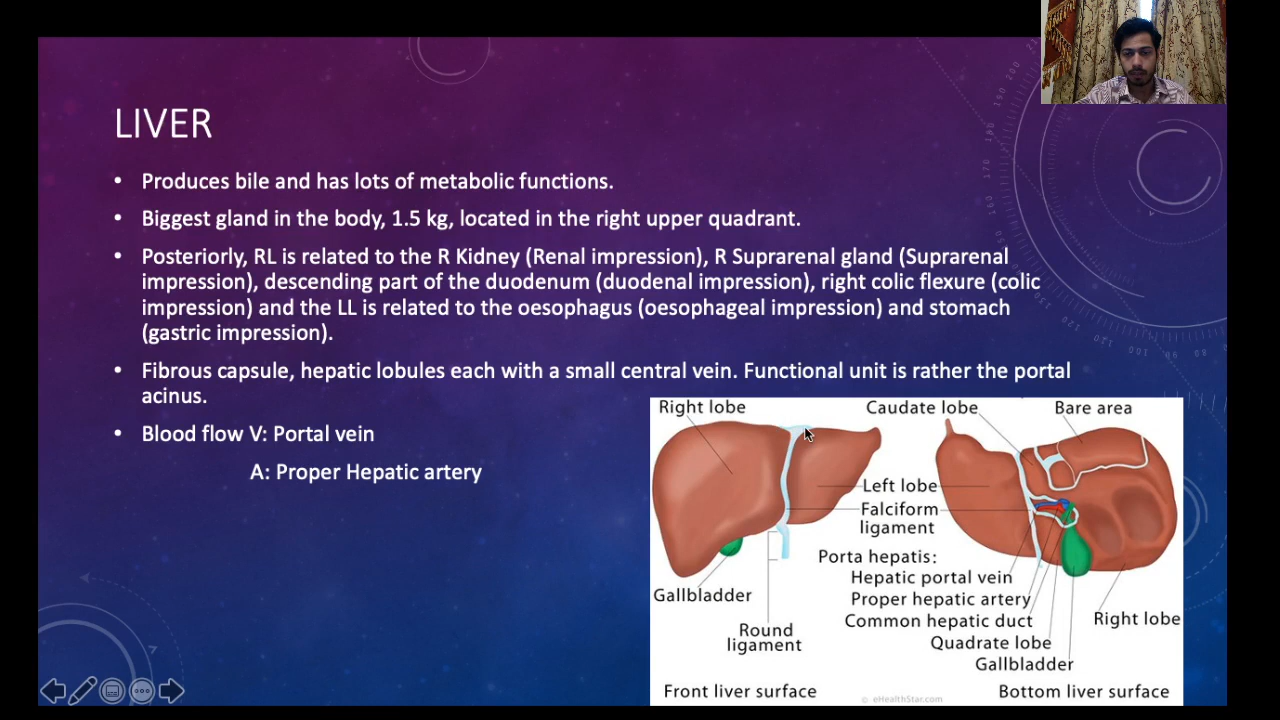 LIVER
• Produces bile and has lots of metabolic functions.
• Biggest gland in the body, 1.5 kg, located in the right upper quadrant.
• Posteriorly, RL is related to the R Kidney (Renal impression), R Suprarenal gland (Suprarenal
impression), descending part of the duodenum (duodenal impression), right colic flexure (colic
impression) and the LL is related to the oesophagus (oesophageal impression) and stomach
(gastric impression).
• Fibrous capsule, hepatic lobules each with a small central vein. Functional unit is rather the portal
acinus.
• Blood flow V: Portal vein
A: Proper Hepatic artery
Right lobe
Caudate lobe
Bare area
Left lobe
Falciform
ligament
Porta hepatis:
Hepatic portal vein
Proper hepatic artery
Common hepatic duct
Quadrate lobe
Gallbladder
Right lobe
Gallbladder
Round
ligament
Front liver surface
© eHealthStar.com
Bottom liver surface